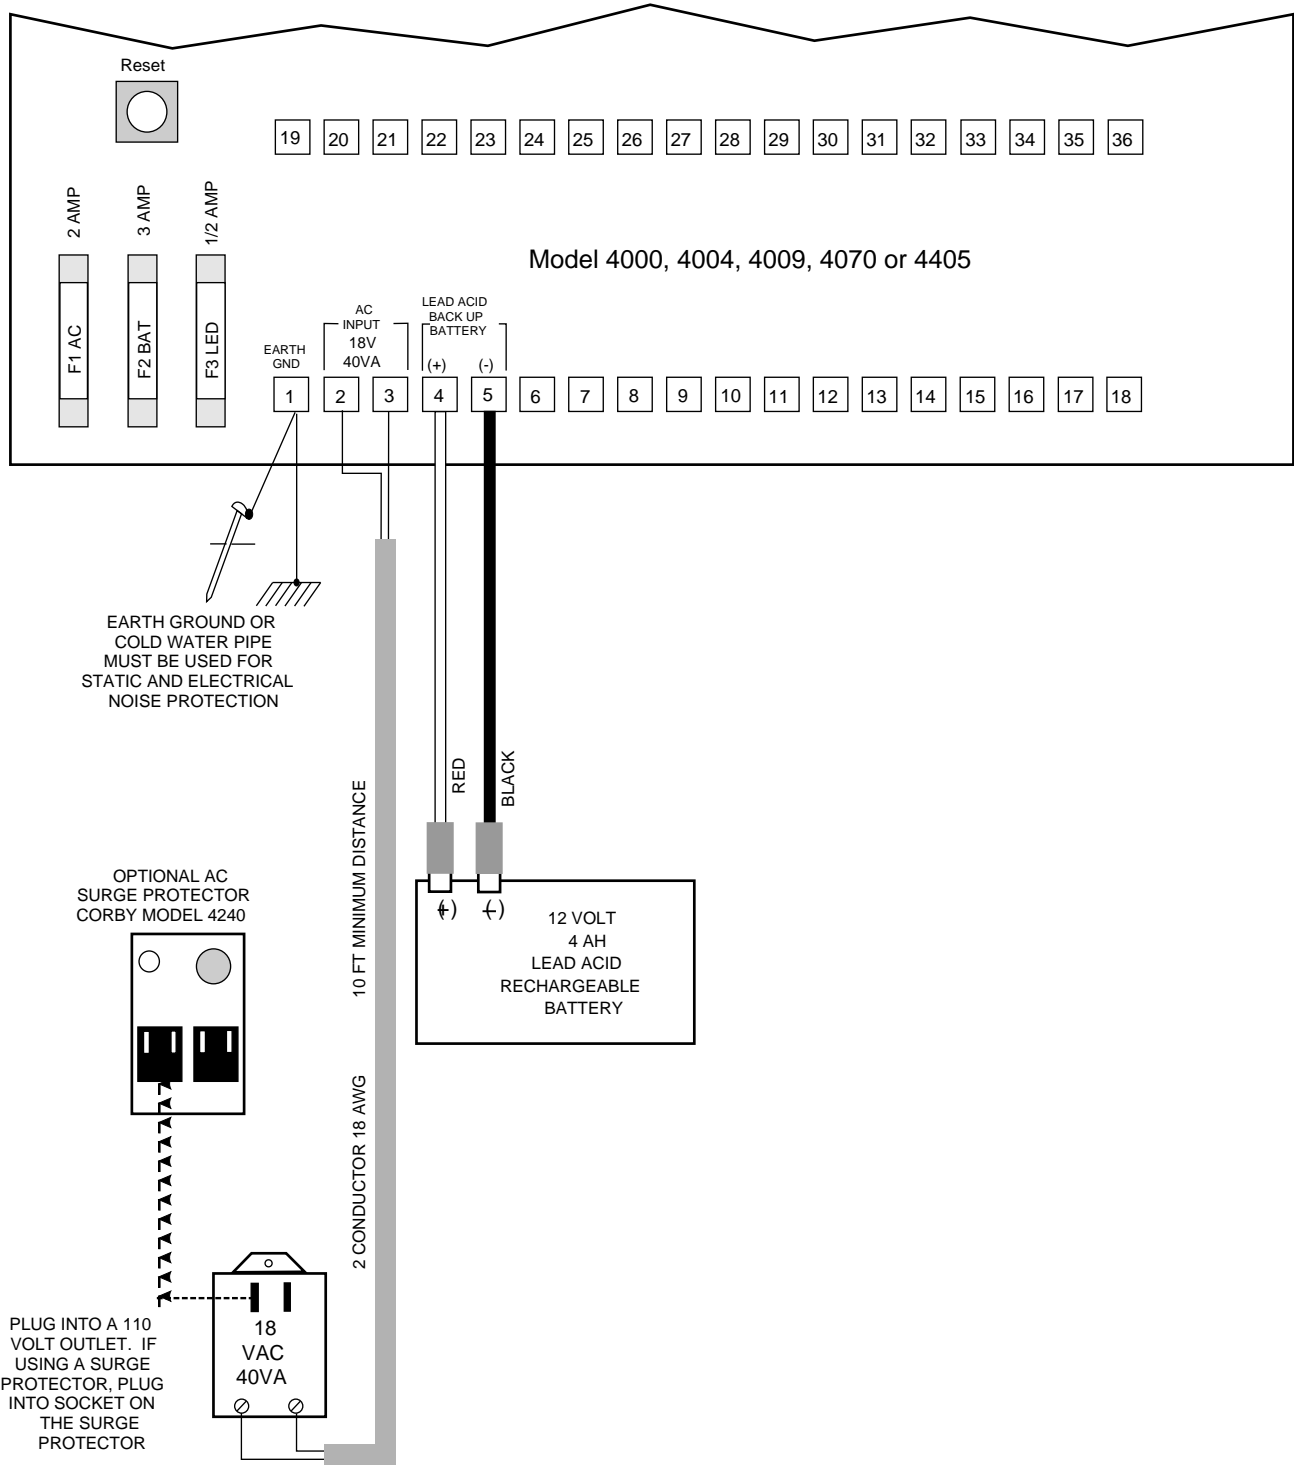 Reset
19 20 21 22 23 24 25 26 27 28 29 30 31 32 33 34 35 36
2 AMP
3 AMP
1/2 AMP
Model 4000, 4004, 4009, 4070 or 4405
F1 AC
F2 BAT
F3 LED
EARTH
GND
AC
INPUT
18V
40VA
LEAD ACID
BACK UP
BATTERY
(+) (-)
1 2 3 4 5 6 7 8 9 10 11 12 13 14 15 16 17 18
EARTH GROUND OR
COLD WATER PIPE
MUST BE USED FOR
STATIC AND ELECTRICAL
NOISE PROTECTION
RED
BLACK
10 FT MINIMUM DISTANCE
2 CONDUCTOR 18 AWG
(+) (-)
12 VOLT
4 AH
LEAD ACID
RECHARGEABLE
BATTERY
OPTIONAL AC
SURGE PROTECTOR
CORBY MODEL 4240
18
VAC
40VA
PLUG INTO A 110
VOLT OUTLET. IF
USING A SURGE
PROTECTOR, PLUG
INTO SOCKET ON
THE SURGE
PROTECTOR